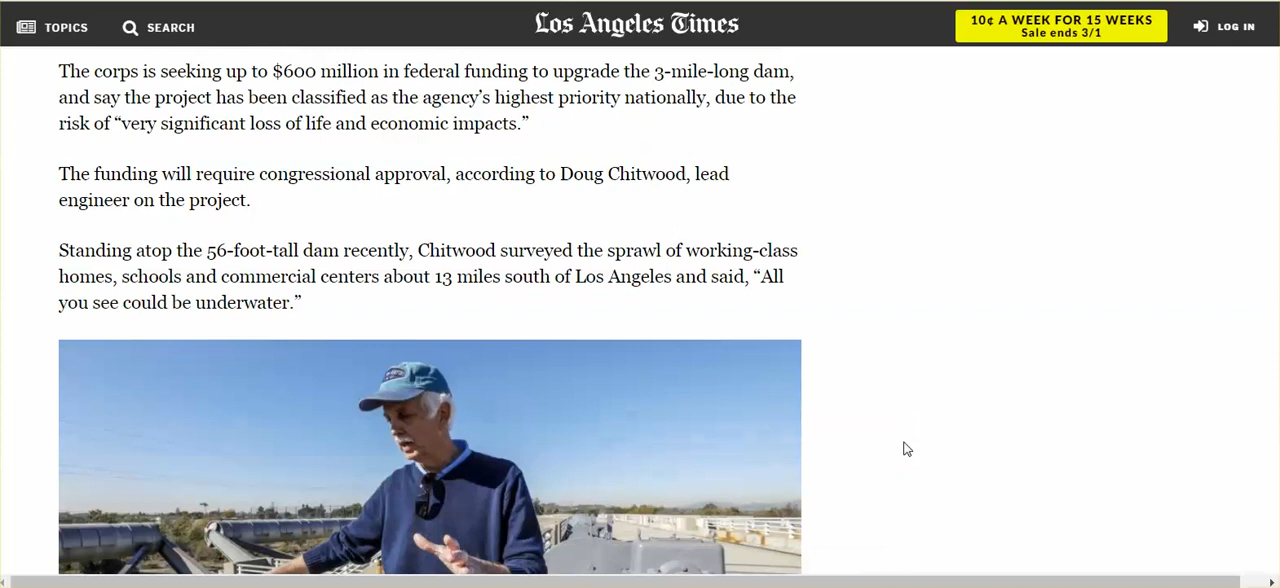 TOPICS
SEARCH
Los Angeles Times
10¢ A WEEK FOR 15 WEEKS
Sale ends 3/1
LOG IN
The corps is seeking up to $600 million in federal funding to upgrade the 3-mile-long dam,
and say the project has been classified as the agency’s highest priority nationally, due to the
risk of “very significant loss of life and economic impacts.”
The funding will require congressional approval, according to Doug Chitwood, lead
engineer on the project.
Standing atop the 56-foot-tall dam recently, Chitwood surveyed the sprawl of working-class
homes, schools and commercial centers about 13 miles south of Los Angeles and said, “All
you see could be underwater.”